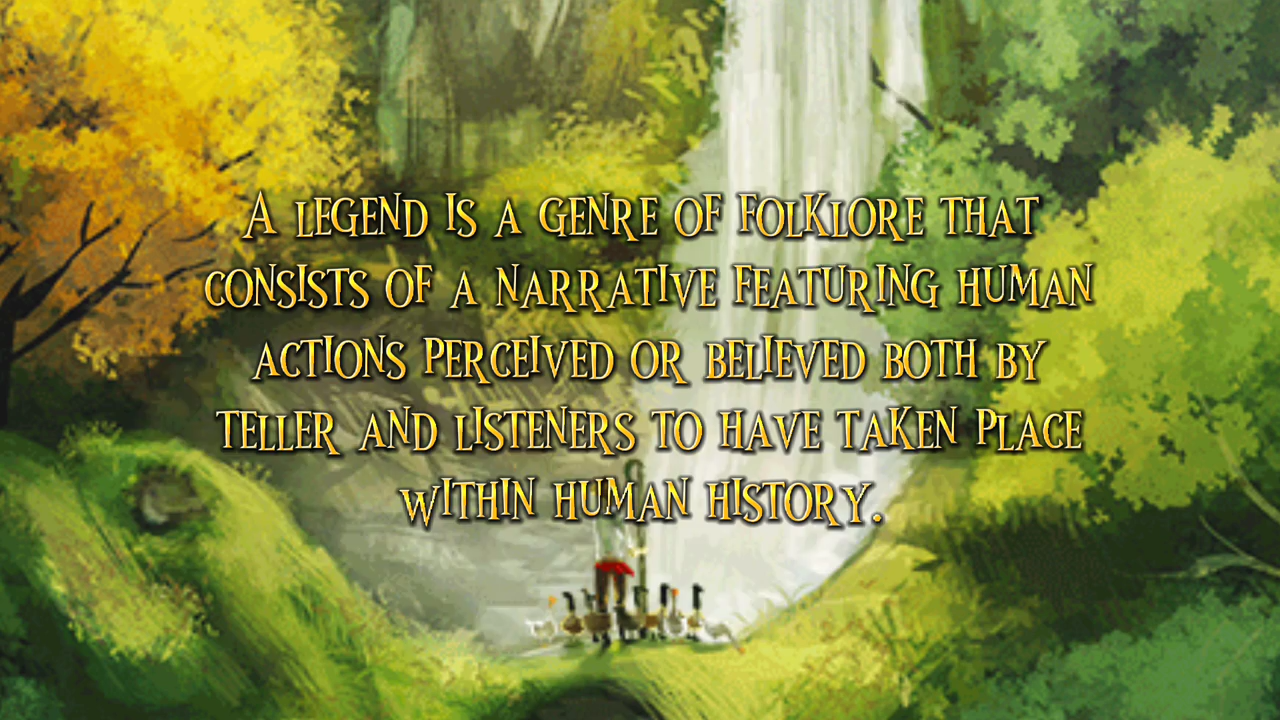 A LEGEND IS A GENRE OF FOLKLORE THAT
CONSISTS OF A NARRATIVE FEATURING HUMAN
ACTIONS PERCEIVED OR BELIEVED BOTH BY
TELLER AND LISTENERS TO HAVE TAKEN PLACE
WITHIN HUMAN HISTORY.